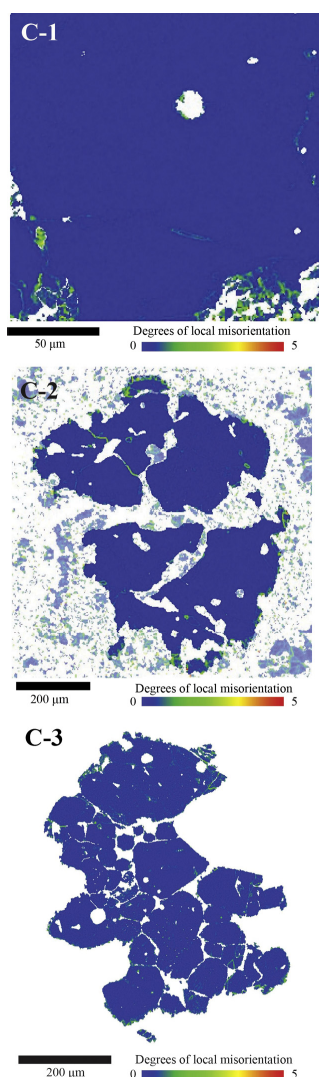 C-1
Degrees of local misorientation
0 5
50 μm
C-2
Degrees of local misorientation
0 5
200 μm
C-3
Degrees of local misorientation
0 5
200 μm